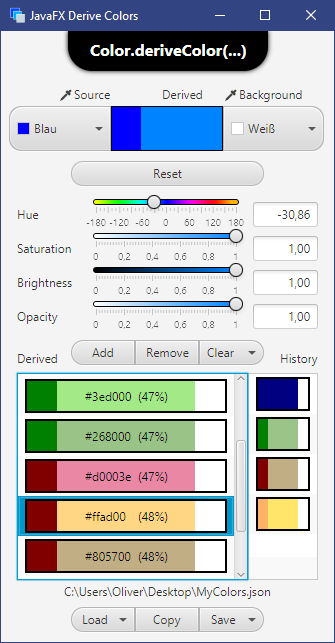 JavaFX Derive Colors
Color.deriveColor(...)
Source Derived Background
Blau Weiß
Reset
Hue -30,86
-180 -120 -60 0 60 120 180
Saturation 1,00
0 0.2 0.4 0.6 0.8 1
Brightness 1,00
0 0.2 0.4 0.6 0.8 1
Opacity 1,00
0 0.2 0.4 0.6 0.8 1
Derived Add Remove Clear History
#3ed000 (47%)
#268000 (47%)
#d0003e (47%)
#ffad00 (48%)
#805700 (48%)
C:\Users\Oliver\Desktop\MyColors.json
Load Copy Save